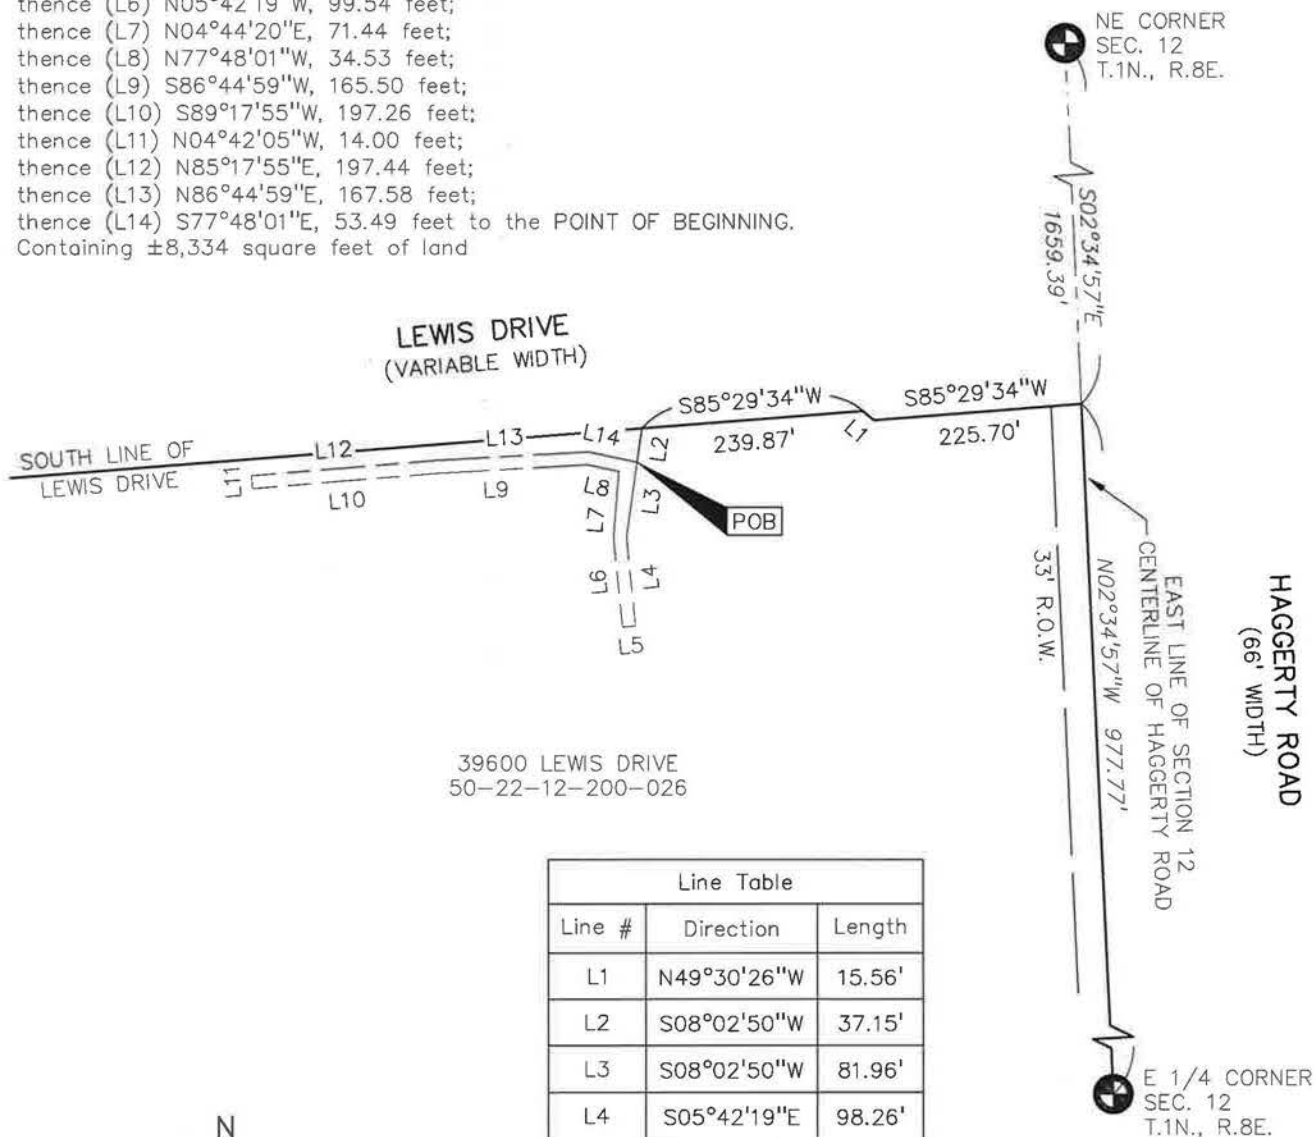 thence (L6) N05°42'19"W, 99.54 feet;
thence (L7) N04°44'20"E, 71.44 feet;
thence (L8) N77°48'01"W, 34.53 feet;
thence (L9) S86°44'59"W, 165.50 feet;
thence (L10) S89°17'55"W, 197.26 feet;
thence (L11) N04°42'05"W, 14.00 feet;
thence (L12) N85°17'55"E, 197.44 feet;
thence (L13) N86°44'59"E, 167.58 feet;
thence (L14) S77°48'01"E, 53.49 feet to the POINT OF BEGINNING.
Containing ±8,334 square feet of land
NE CORNER
SEC. 12
T.1N., R.8E.
S02°34'57"E
1659.39'
LEWIS DRIVE
(VARIABLE WIDTH)
SOUTH LINE OF
LEWIS DRIVE
L11
L12
L10
L13
L9
L14
L8
L7
L6
L2
L3
L4
L5
S85°29'34"W
239.87'
L1
S85°29'34"W
225.70'
POB
33' R.O.W.
N02°34'57"W 977.77'
EAST LINE OF SECTION 12
CENTERLINE OF HAGGERTY ROAD
HAGGERTY ROAD
(66' WIDTH)
39600 LEWIS DRIVE
50-22-12-200-026
Line Table
Line # Direction Length
L1 N49°30'26"W 15.56'
L2 S08°02'50"W 37.15'
L3 S08°02'50"W 81.96'
L4 S05°42'19"E 98.26'
N
E 1/4 CORNER
SEC. 12
T.1N., R.8E.